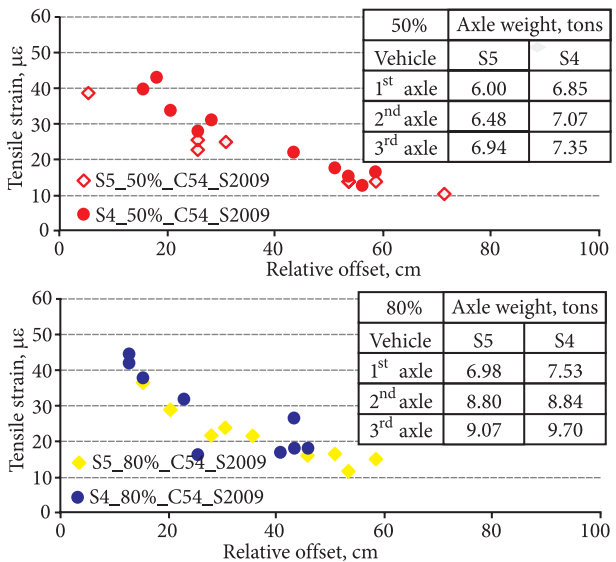 Tensile strain, με
60
50
40
30
20
10
0
0 20 40 60 80 100
Relative offset, cm
S5_50%_C54_S2009
S4_50%_C54_S2009
50% Axle weight, tons
Vehicle S5 S4
1st axle 6.00 6.85
2nd axle 6.48 7.07
3rd axle 6.94 7.35
Tensile strain, με
60
50
40
30
20
10
0
0 20 40 60 80 100
Relative offset, cm
S5_80%_C54_S2009
S4_80%_C54_S2009
80% Axle weight, tons
Vehicle S5 S4
1st axle 6.98 7.53
2nd axle 8.80 8.84
3rd axle 9.07 9.70